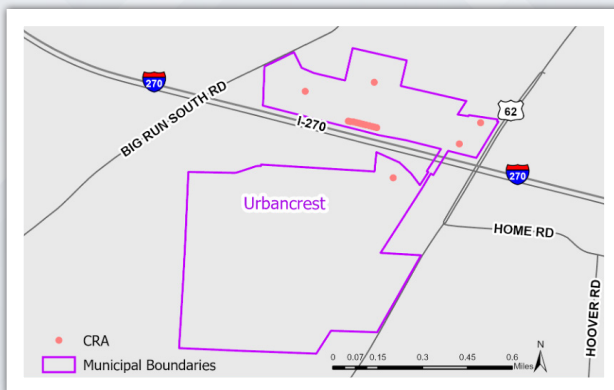 270
BIG RUN SOUTH RD
I-270
62
270
Urbancrest
HOME RD
HOOVER RD
CRA
Municipal Boundaries
0 0.07 0.15 0.3 0.45 0.6
Miles
N